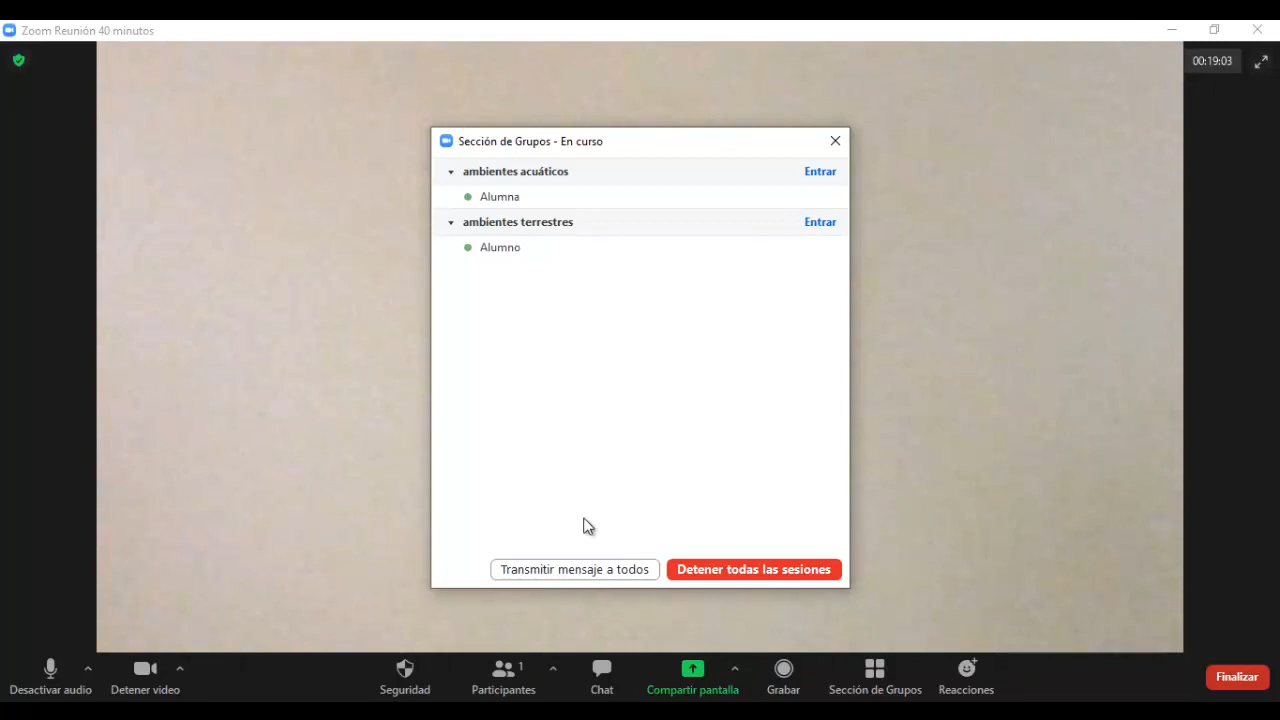 Zoom Reunión 40 minutos
00:19:03
Sección de Grupos - En curso
ambientes acuáticos Entrar
Alumna
ambientes terrestres Entrar
Alumno
Transmitir mensaje a todos Detener todas las sesiones
1
Desactivar audio Detener video Seguridad Participantes Chat Compartir pantalla Grabar Sección de Grupos Reacciones Finalizar